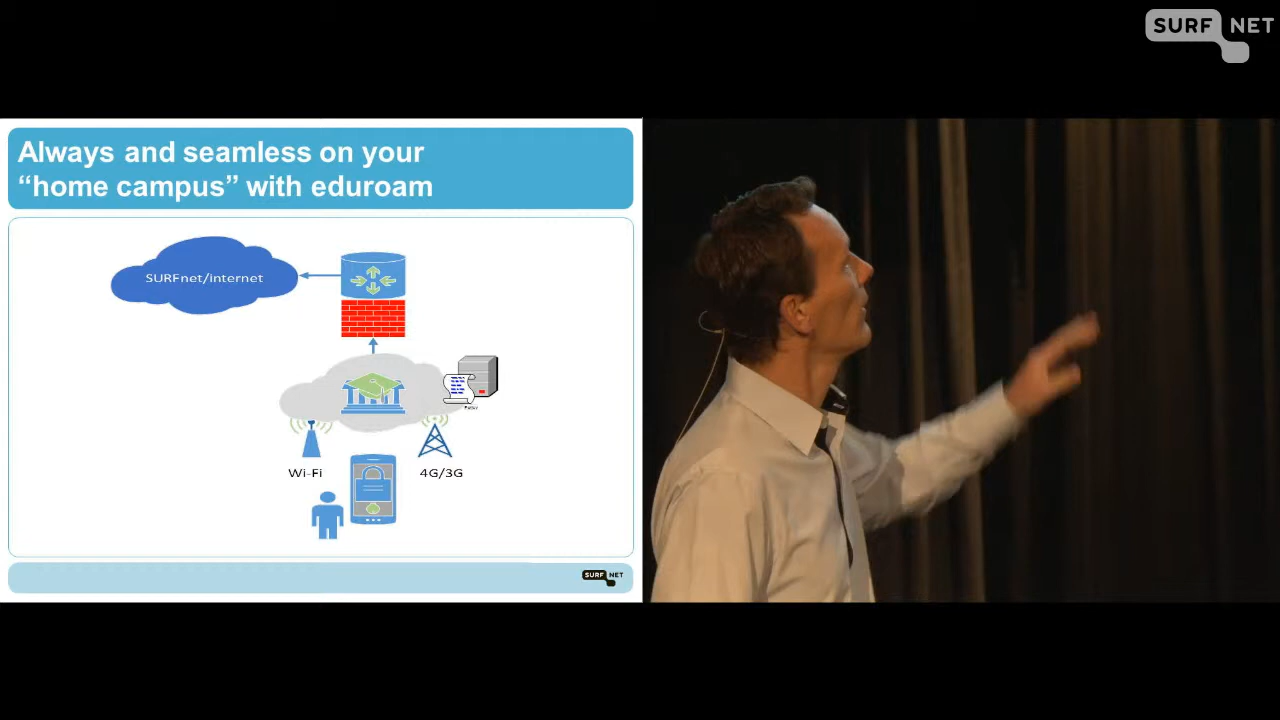 SURF NET
Always and seamless on your
“home campus” with eduroam
SURFnet/internet
Wi-Fi
4G/3G
SURF NET